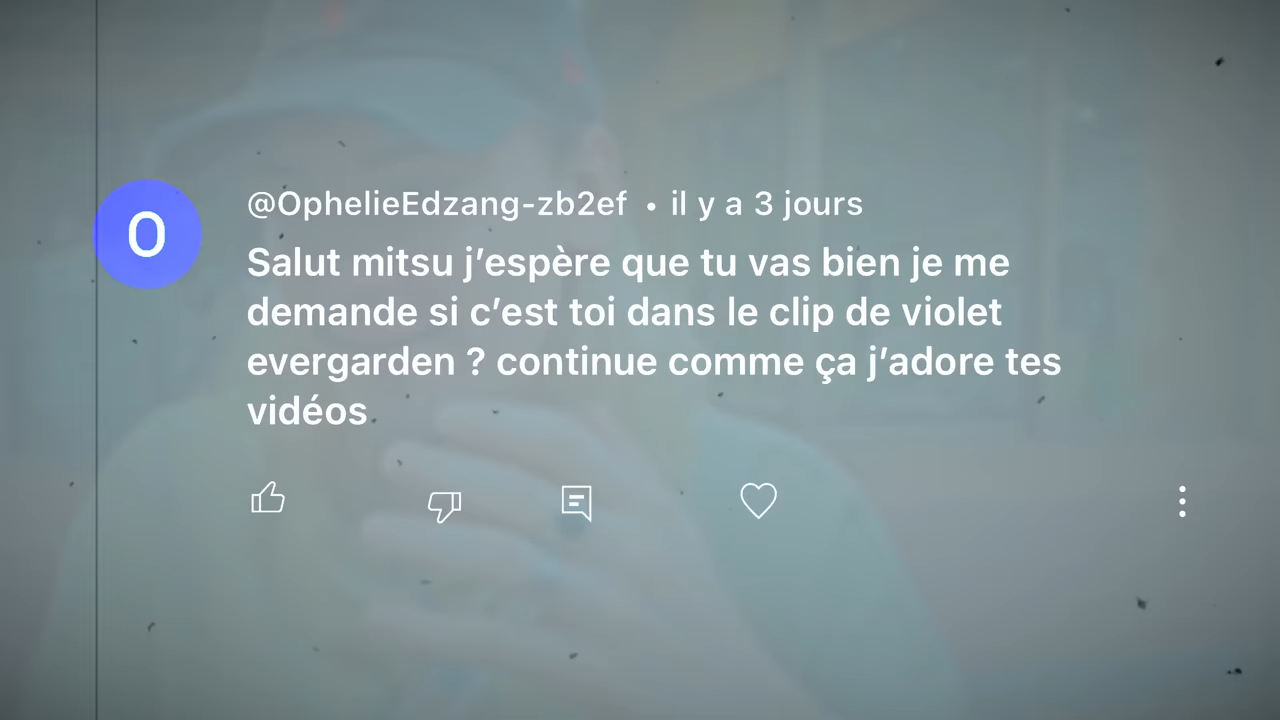 O
@OphelieEdzang-zb2ef • il y a 3 jours
Salut mitsu j’espère que tu vas bien je me
demande si c’est toi dans le clip de violet
evergarden ? continue comme ça j’adore tes
vidéos